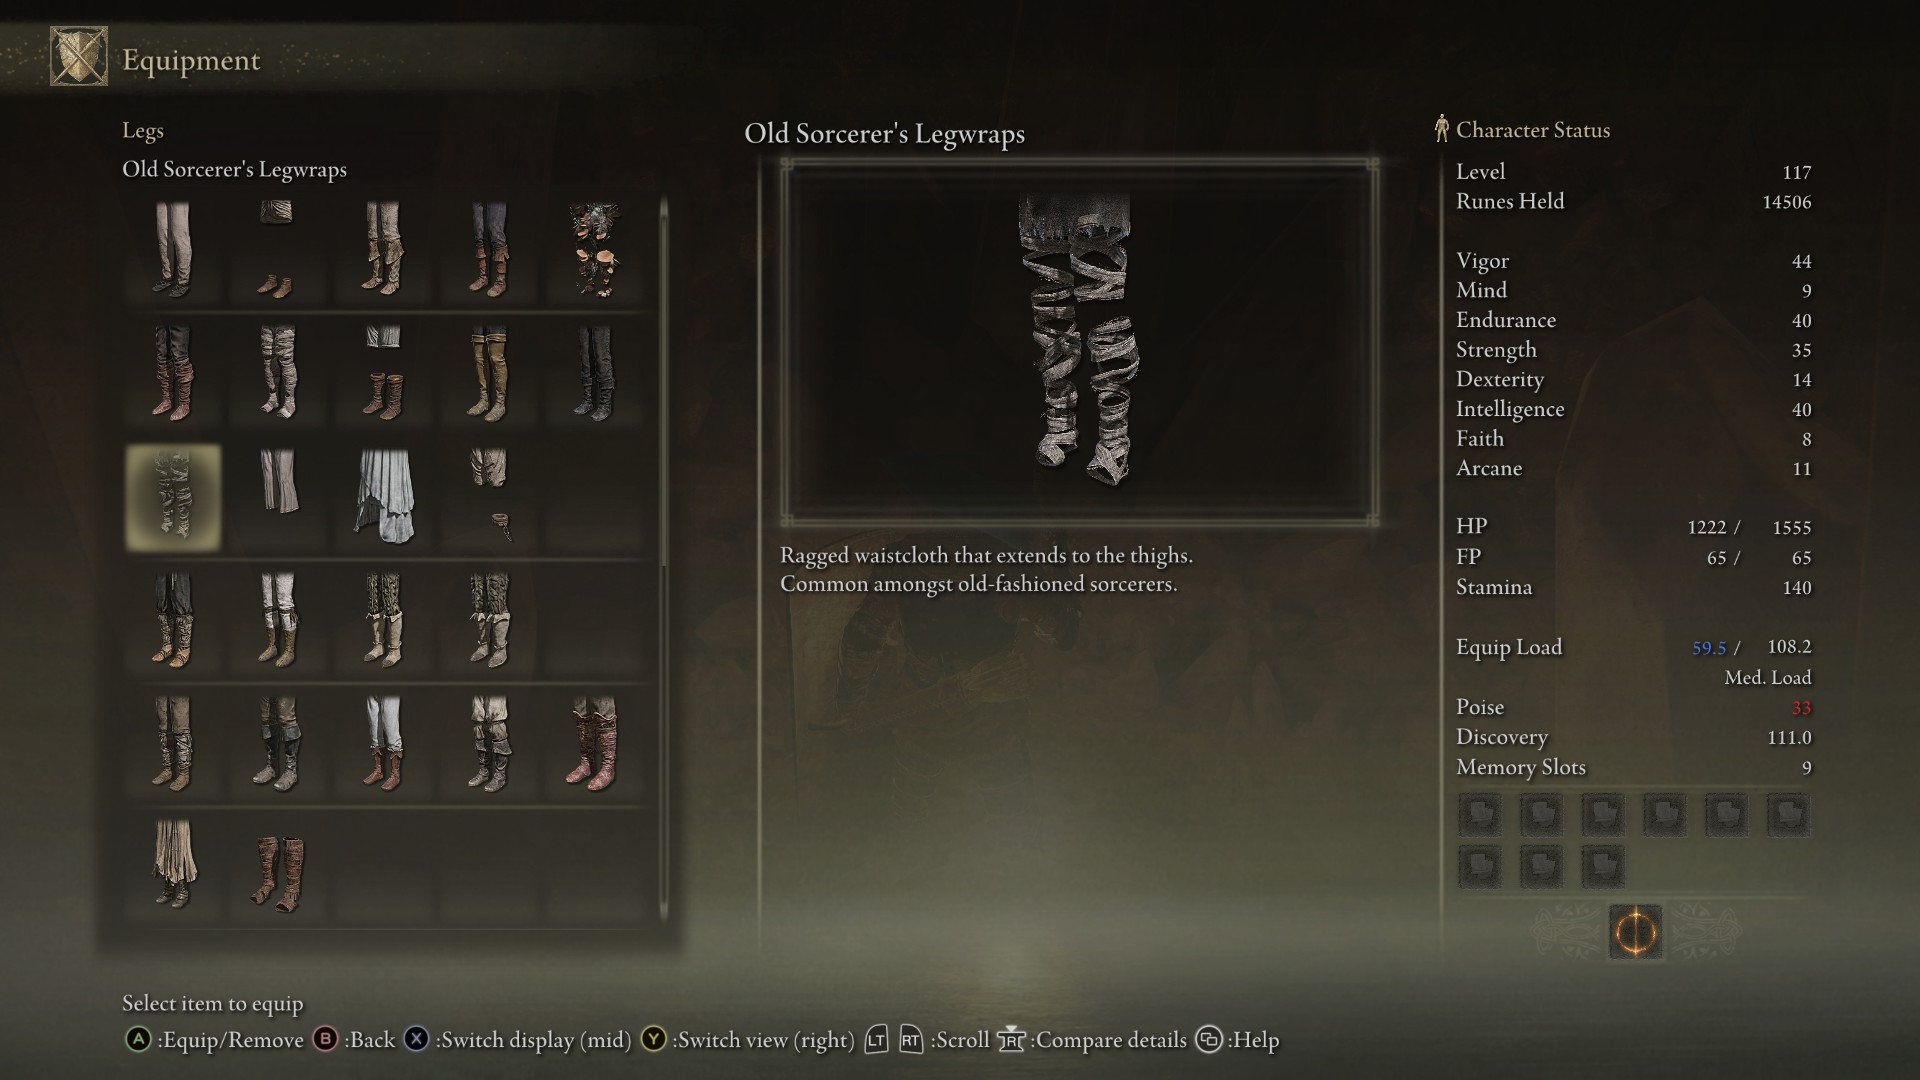 Equipment
Legs
Old Sorcerer's Legwraps
Old Sorcerer's Legwraps
Ragged waistcloth that extends to the thighs.
Common amongst old-fashioned sorcerers.
Character Status
Level 117
Runes Held 14506
Vigor 44
Mind 9
Endurance 40
Strength 35
Dexterity 14
Intelligence 40
Faith 8
Arcane 11
HP 1222 / 1555
FP 65 / 65
Stamina 140
Equip Load 59.5 / 108.2
Med. Load
Poise 33
Discovery 111.0
Memory Slots 9
Select item to equip
A :Equip/Remove B :Back X :Switch display (mid) Y :Switch view (right) LT RT :Scroll R :Compare details :Help